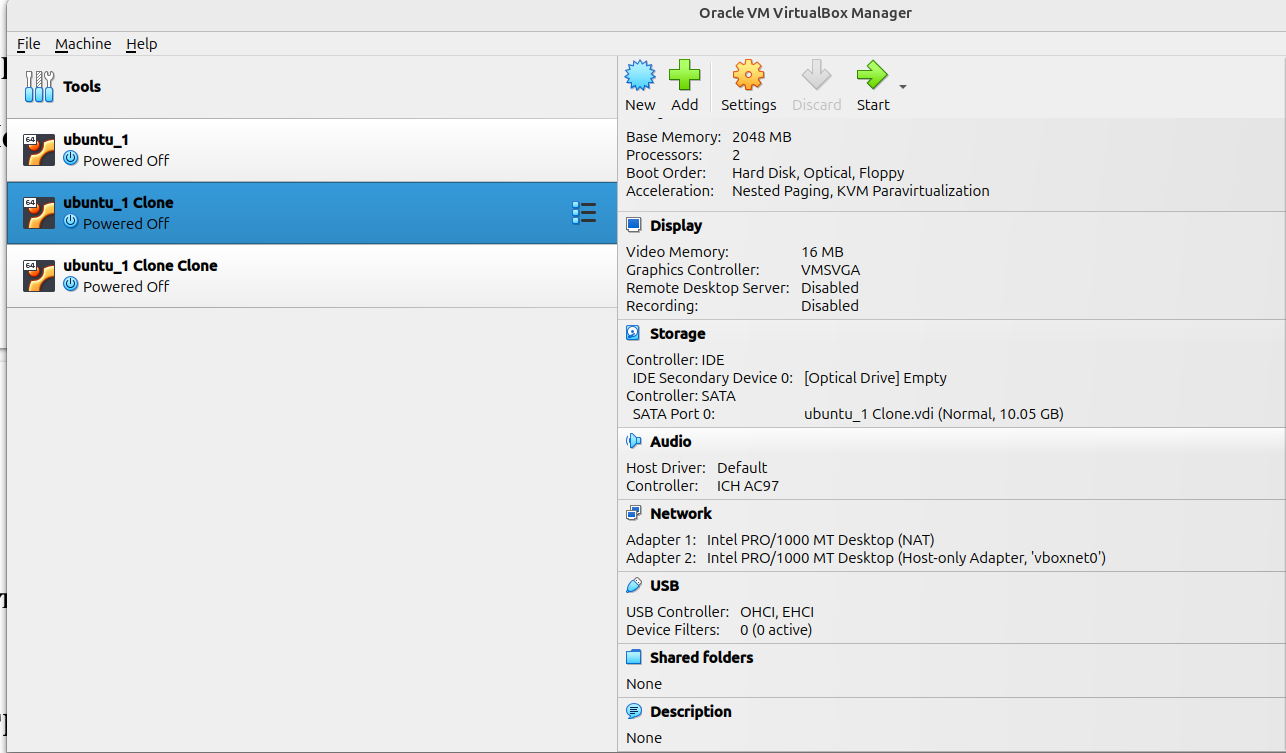 Oracle VM VirtualBox Manager
File Machine Help
Tools
64 ubuntu_1
Powered Off
64 ubuntu_1 Clone
Powered Off
64 ubuntu_1 Clone Clone
Powered Off
New Add Settings Discard Start
Base Memory: 2048 MB
Processors: 2
Boot Order: Hard Disk, Optical, Floppy
Acceleration: Nested Paging, KVM Paravirtualization
Display
Video Memory: 16 MB
Graphics Controller: VMSVGA
Remote Desktop Server: Disabled
Recording: Disabled
Storage
Controller: IDE
IDE Secondary Device 0: [Optical Drive] Empty
Controller: SATA
SATA Port 0: ubuntu_1 Clone.vdi (Normal, 10.05 GB)
Audio
Host Driver: Default
Controller: ICH AC97
Network
Adapter 1: Intel PRO/1000 MT Desktop (NAT)
Adapter 2: Intel PRO/1000 MT Desktop (Host-only Adapter, 'vboxnet0')
USB
USB Controller: OHCI, EHCI
Device Filters: 0 (0 active)
Shared folders
None
Description
None